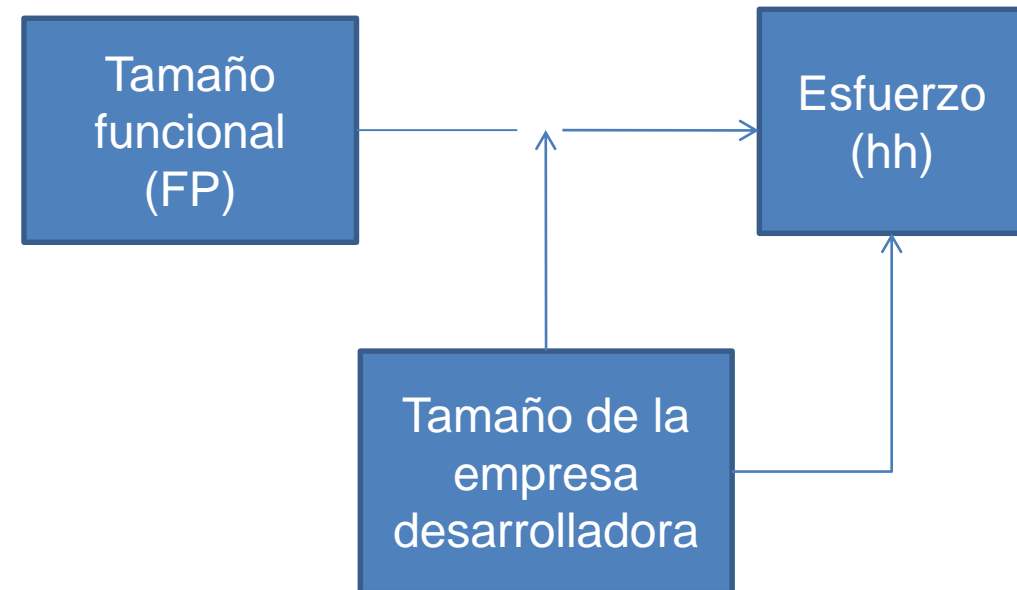 Tamaño
funcional
(FP)
Esfuerzo
(hh)
Tamaño de la
empresa
desarrolladora